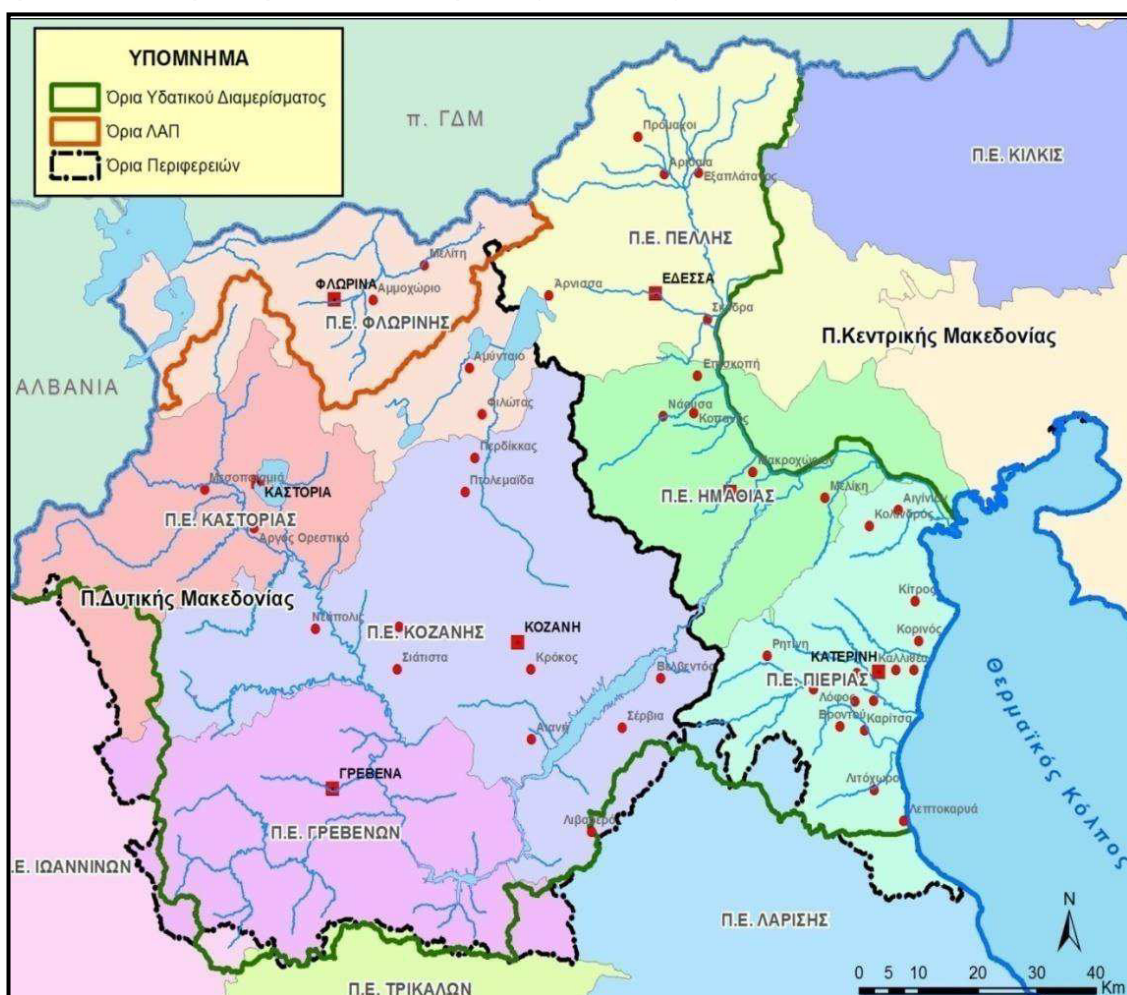 ΥΠΟΜΝΗΜΑ
Όρια Υδατικού Διαμερίσματος
Όρια ΛΑΠ
Όρια Περιφερειών
π. ΓΔΜ
Π.Ε. ΚΙΛΚΙΣ
Πρόμαχοι
Αριδαία
Εξαπλάτανος
Π.Ε. ΠΕΛΛΗΣ
Μελίτη
ΦΛΩΡΙΝΑ
Αμμοχώριο
Π.Ε. ΦΛΩΡΙΝΗΣ
Άρνισσα
ΕΔΕΣΣΑ
Σκύδρα
Π.Κεντρικής Μακεδονίας
ΑΛΒΑΝΙΑ
Αμύνταιο
Επισκοπή
Φιλώτας
Νάουσα
Κοπανός
Περδίκκας
Πτολεμαΐδα
Μακροχώρι
Μεσοποταμιά
ΚΑΣΤΟΡΙΑ
Π.Ε. ΗΜΑΘΙΑΣ
Μελίκη
Αιγίνιο
Κολινδρός
Π.Ε. ΚΑΣΤΟΡΙΑΣ
Άργος Ορεστικό
Π.Δυτικής Μακεδονίας
Κίτρος
Νεάπολις
Π.Ε. ΚΟΖΑΝΗΣ
ΚΟΖΑΝΗ
Κορινός
Ρητίνη
ΚΑΤΕΡΙΝΗ
Καλλιθέα
Σιάτιστα
Κρόκος
Βελβεντός
Π.Ε. ΠΙΕΡΙΑΣ
Λόφος
Βροντού
Καρίτσα
Σέρβια
Αιανή
Θερμαϊκός Κόλπος
ΓΡΕΒΕΝΑ
Λιτόχωρο
Λεπτοκαρυά
Λιβαδερό
Π.Ε. ΓΡΕΒΕΝΩΝ
.Ε. ΙΩΑΝΝΙΝΩΝ
Π.Ε. ΛΑΡΙΣΗΣ
Π.Ε. ΤΡΙΚΑΛΩΝ
N
0 5 10 20 30 40
Km